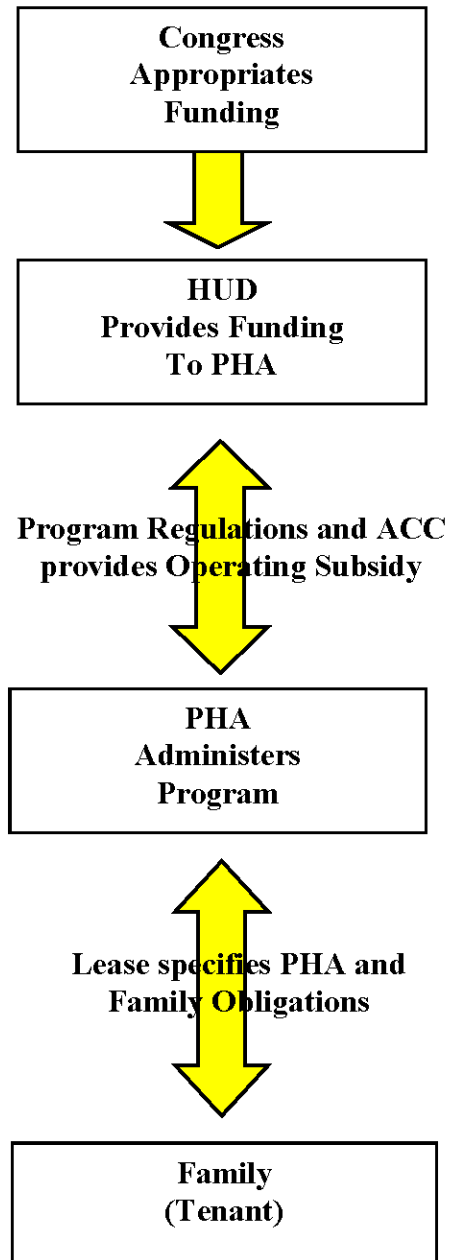 Congress
Appropriates
Funding
HUD
Provides Funding
To PHA
Program Regulations and ACC
provides Operating Subsidy
PHA
Administers
Program
Lease specifies PHA and
Family Obligations
Family
(Tenant)